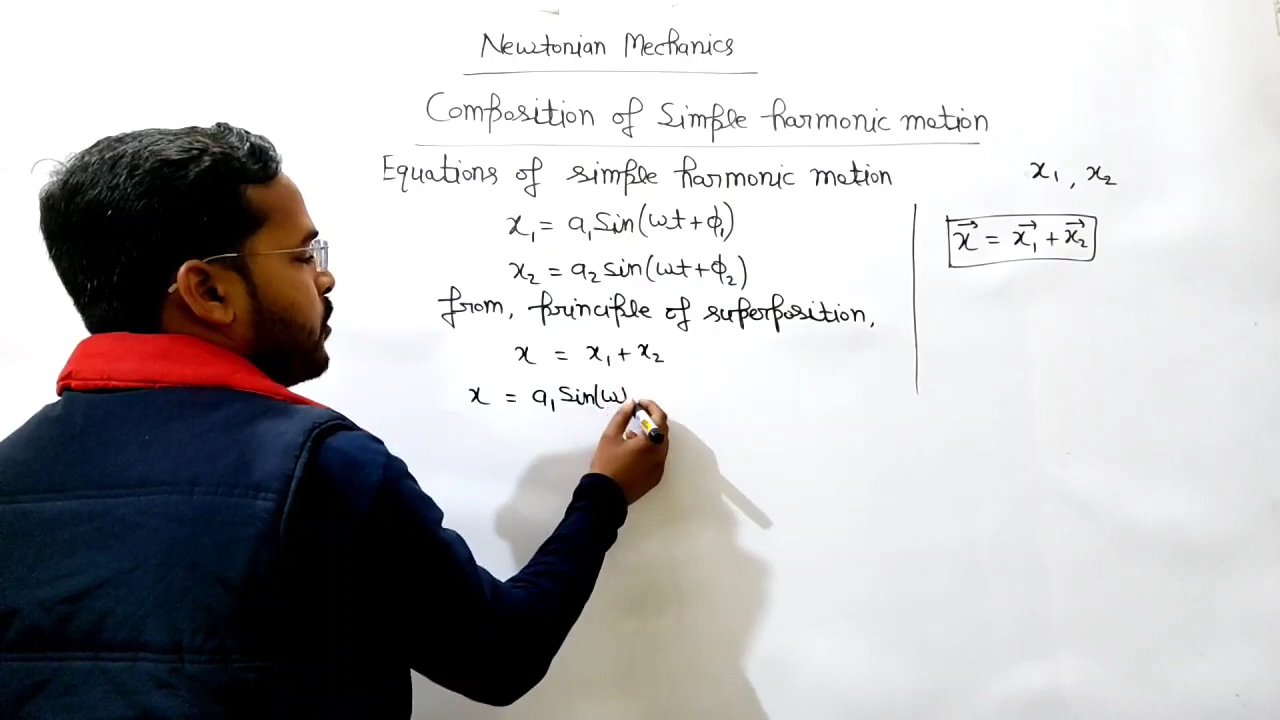 Newtonian Mechanics
Composition of Simple harmonic motion
Equations of simple harmonic motion
x₁ = a₁ Sin(ωt + ϕ₁)
x₂ = a₂ sin(ωt + ϕ₂)
from, principle of superposition,
x = x₁ + x₂
x = a₁ Sin(ω
x₁ , x₂
x⃗ = x⃗₁ + x⃗₂